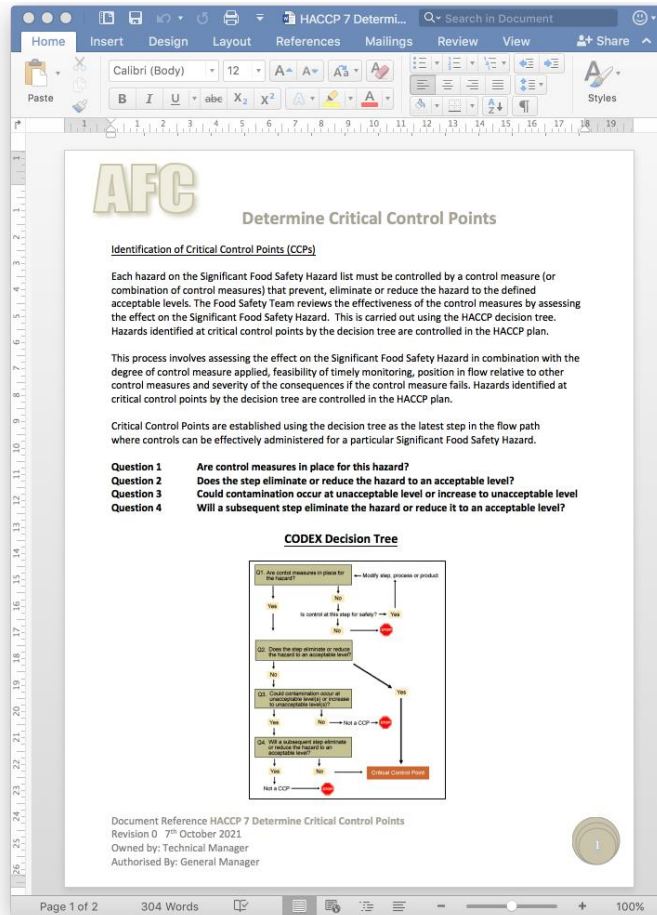 HACCP 7 Determi...
Search in Document
Home Insert Design Layout References Mailings Review View Share
Paste
Calibri (Body) 12
Styles
AFC
Determine Critical Control Points
Identification of Critical Control Points (CCPs)
Each hazard on the Significant Food Safety Hazard list must be controlled by a control measure (or
combination of control measures) that prevent, eliminate or reduce the hazard to the defined
acceptable levels. The Food Safety Team reviews the effectiveness of the control measures by assessing
the effect on the Significant Food Safety Hazard. This is carried out using the HACCP decision tree.
Hazards identified at critical control points by the decision tree are controlled in the HACCP plan.
This process involves assessing the effect on the Significant Food Safety Hazard in combination with the
degree of control measure applied, feasibility of timely monitoring, position in flow relative to other
control measures and severity of the consequences if the control measure fails. Hazards identified at
critical control points by the decision tree are controlled in the HACCP plan.
Critical Control Points are established using the decision tree as the latest step in the flow path
where controls can be effectively administered for a particular Significant Food Safety Hazard.
Question 1 Are control measures in place for this hazard?
Question 2 Does the step eliminate or reduce the hazard to an acceptable level?
Question 3 Could contamination occur at unacceptable level or increase to unacceptable level
Question 4 Will a subsequent step eliminate the hazard or reduce it to an acceptable level?
CODEX Decision Tree
Q1. Are contol measures in place for
the hazard?
Modify step, process or product
Yes
No
Is control at this step for safety?
Yes
No
STOP
Q2. Does the step eliminate or reduce
the hazard to an acceptable level?
No
Yes
Q3. Could contamination occur at
unacceptable level(s) or increase
to unacceptable level(s)?
Yes
No
Not a CCP
STOP
Q4. Will a subsequent step eliminate
or reduce the hazard to an
acceptable level?
Yes
No
Critical Control Point
Not a CCP
STOP
Document Reference HACCP 7 Determine Critical Control Points
Revision 0 7th October 2021
Owned by: Technical Manager
Authorised By: General Manager
1
Page 1 of 2 304 Words 100%